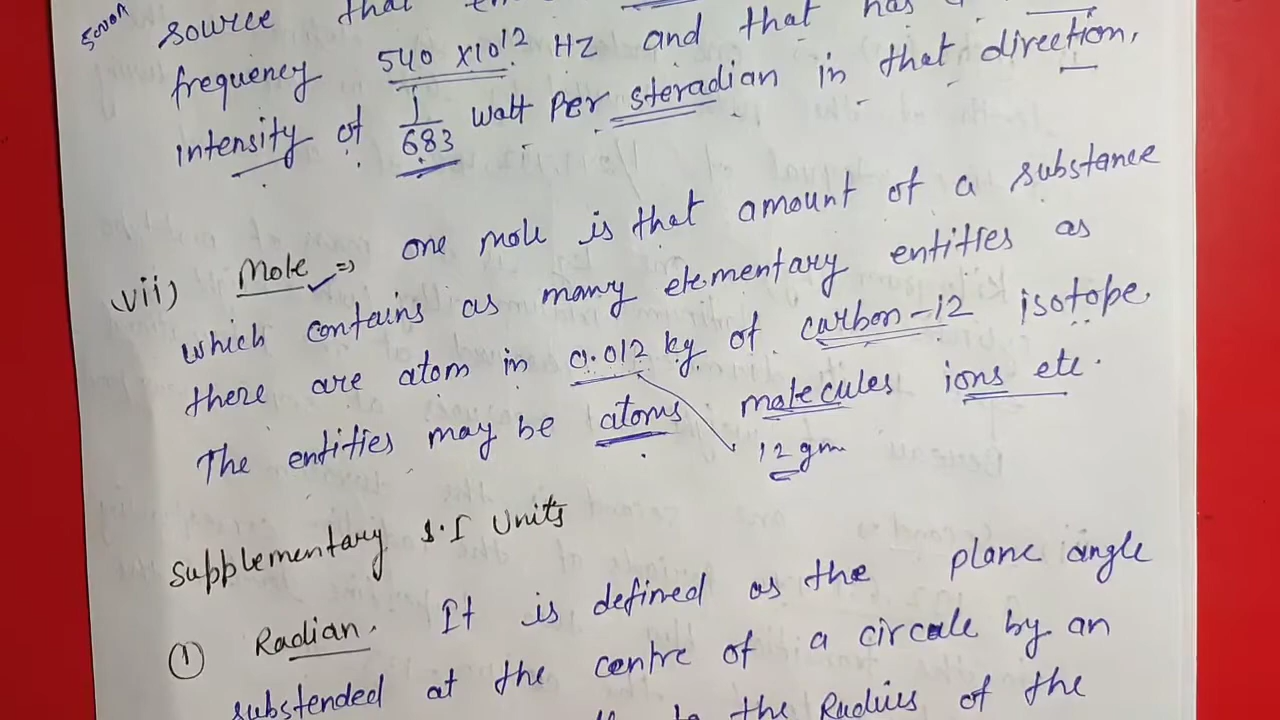 source that
frequency 540 x10^12 Hz and that has
intensity of 1/683 watt Per steradian in that direction,
vii) Mole => one mole is that amount of a substance
which contains as many elementary entities as
there are atom in 0.012 kg of carbon-12 isotope.
The entities may be atoms molecules ions etc.
12 gm
Supplementary S.I Units
① Radian. It is defined as the plane angle
substended at the centre of a circale by an
to the Radius of the